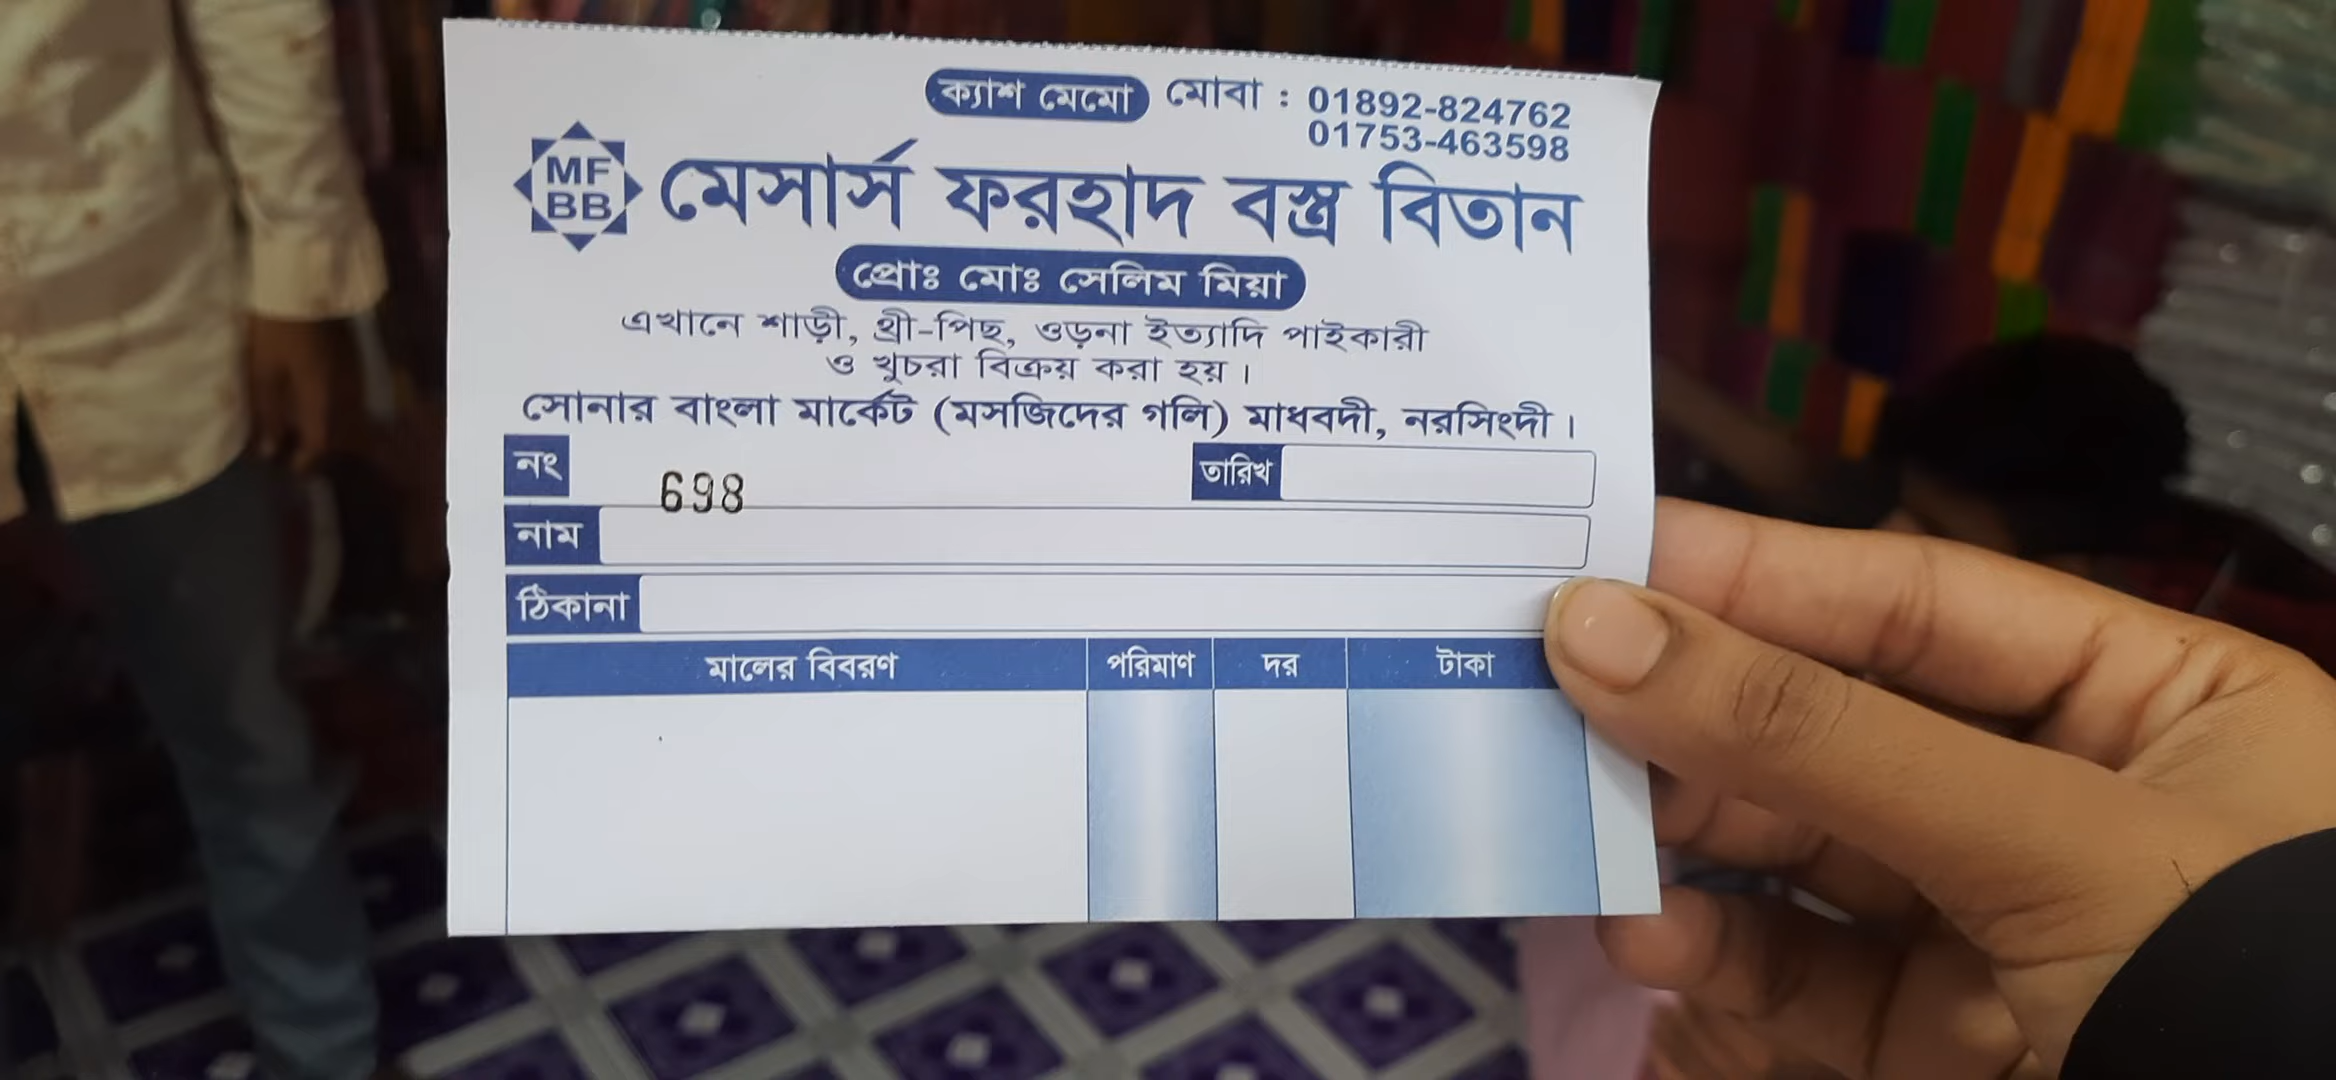 ক্যাশ মেমো মোবা : 01892-824762
01753-463598
MF
BB
মেসার্স ফরহাদ বস্ত্র বিতান
প্রোঃ মোঃ সেলিম মিয়া
এখানে শাড়ী, থ্রী-পিছ, ওড়না ইত্যাদি পাইকারী
ও খুচরা বিক্রয় করা হয়।
সোনার বাংলা মার্কেট (মসজিদের গলি) মাধবদী, নরসিংদী।
নং 698 তারিখ
নাম
ঠিকানা
মালের বিবরণ পরিমাণ দর টাকা